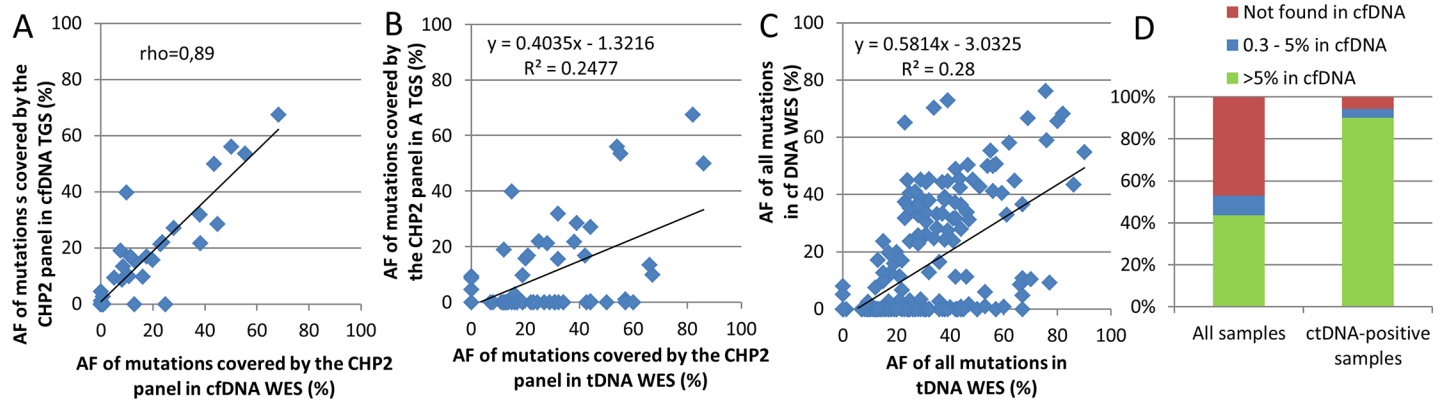 A
AF of mutations s covered by the
CHP2 panel in cfDNA TGS (%)
100
80
60
40
20
0
rho=0,89
0 20 40 60 80 100
AF of mutations covered by the CHP2
panel in cfDNA WES (%)
B
AF of mutations covered by
the CHP2 panel in A TGS (%)
100
80
60
40
20
0
y = 0.4035x - 1.3216
R² = 0.2477
0 20 40 60 80 100
AF of mutations covered by the CHP2
panel in tDNA WES (%)
C
AF of all mutations
in cf DNA WES (%)
100
80
60
40
20
0
y = 0.5814x - 3.0325
R² = 0.28
0 20 40 60 80 100
AF of all mutations in
tDNA WES (%)
D
Not found in cfDNA
0.3 - 5% in cfDNA
>5% in cfDNA
100%
80%
60%
40%
20%
0%
All samples
ctDNA-positive
samples